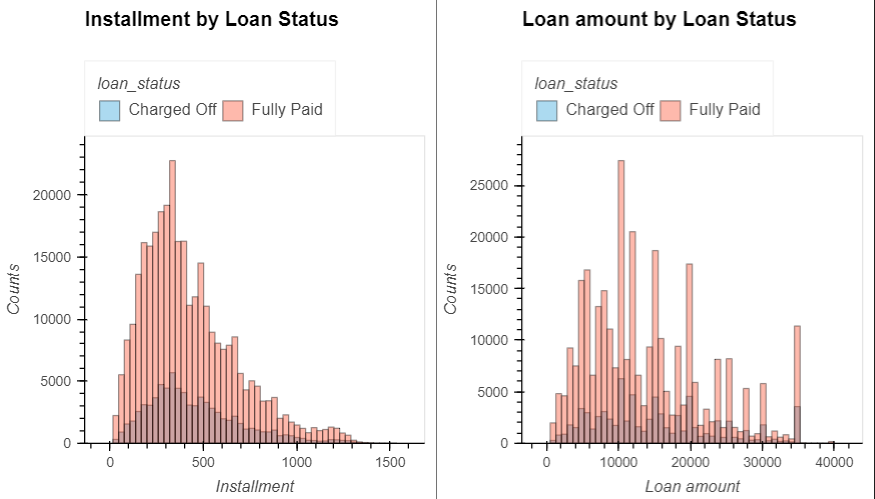 Installment by Loan Status
loan_status
Charged Off Fully Paid
20000
15000
10000
5000
0
Counts
0 500 1000 1500
Installment
Loan amount by Loan Status
loan_status
Charged Off Fully Paid
25000
20000
15000
10000
5000
0
Counts
0 10000 20000 30000 40000
Loan amount